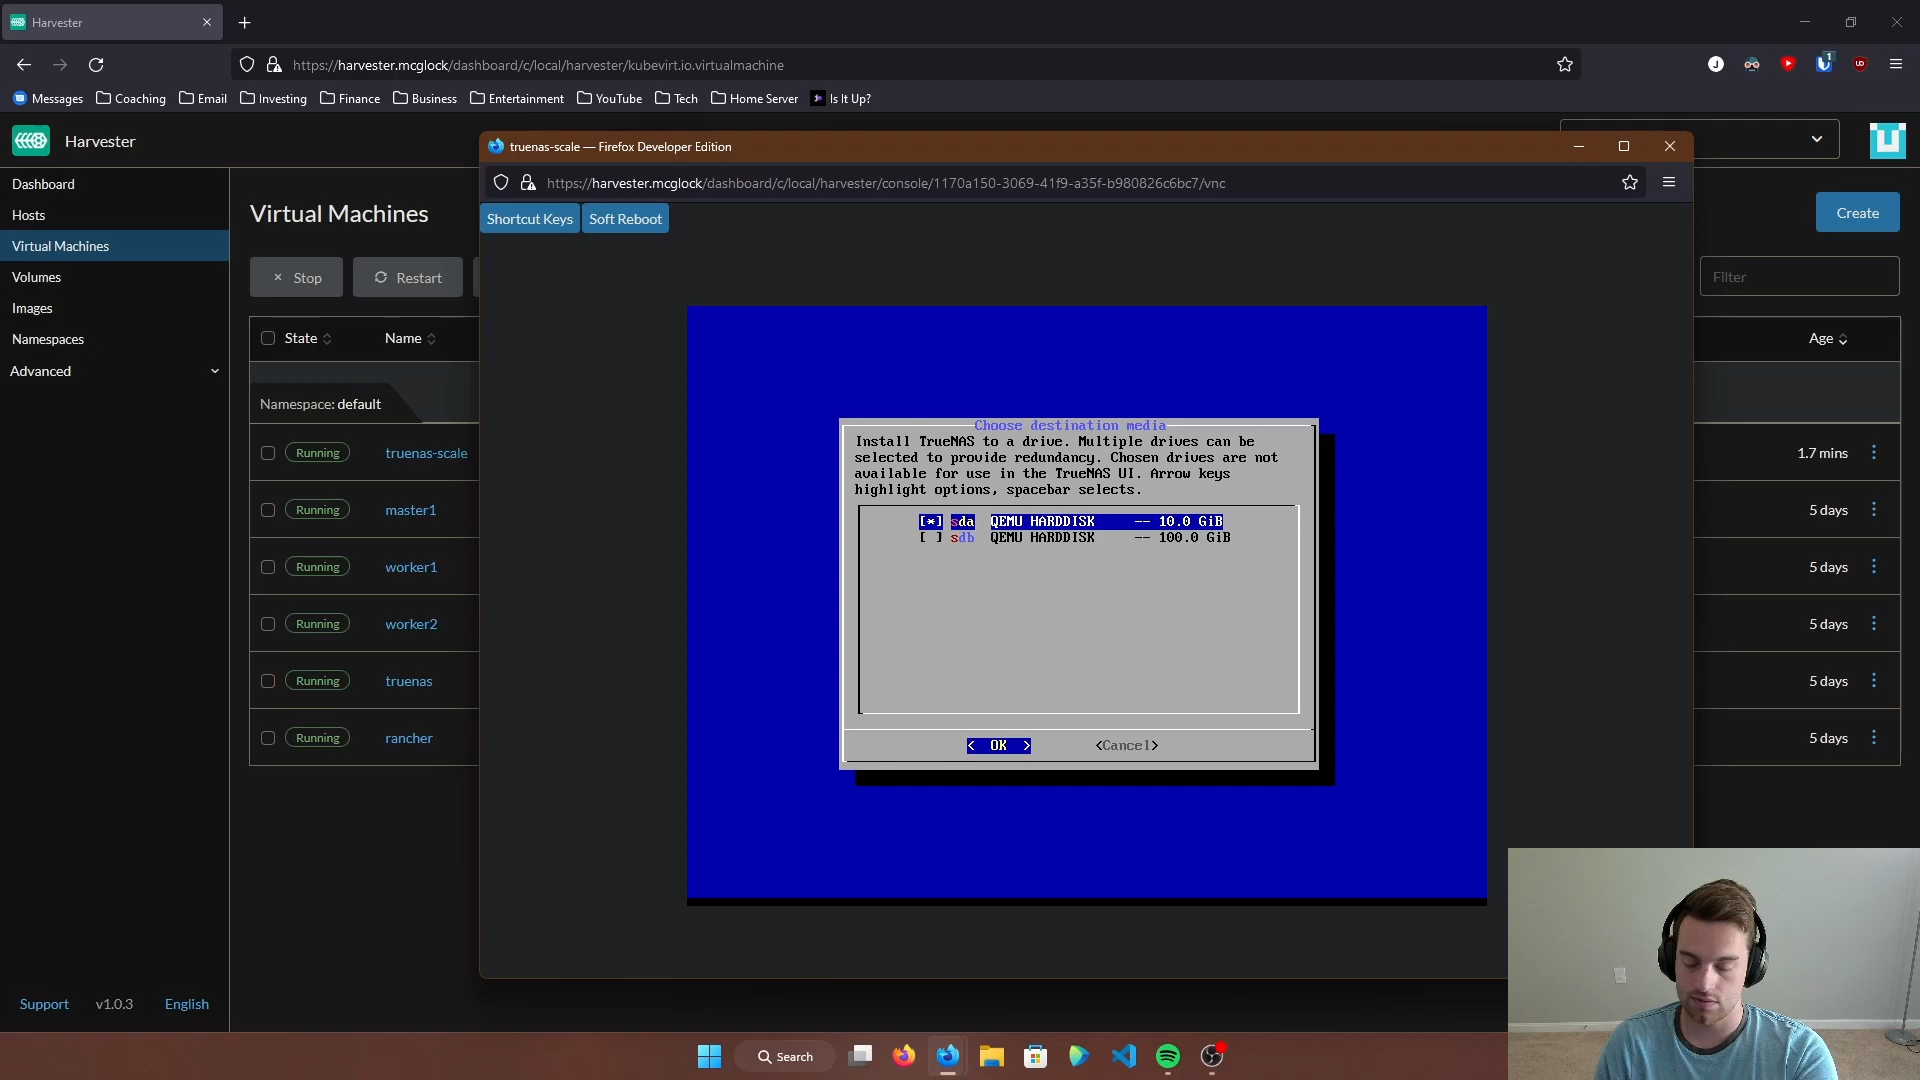 Harvester
https://harvester.mcglock/dashboard/c/local/harvester/kubevirt.io.virtualmachine
J
1
UD
Messages Coaching Email Investing Finance Business Entertainment YouTube Tech Home Server Is It Up?
Harvester
truenas-scale — Firefox Developer Edition
https://harvester.mcglock/dashboard/c/local/harvester/console/1170a150-3069-41f9-a35f-b980826c6bc7/vnc
Shortcut Keys Soft Reboot
Dashboard
Hosts
Virtual Machines
Volumes
Images
Namespaces
Advanced
Support v1.0.3 English
Virtual Machines
Create
Stop Restart
Filter
State Name Age
Namespace: default
Running truenas-scale 1.7 mins
Running master1 5 days
Running worker1 5 days
Running worker2 5 days
Running truenas 5 days
Running rancher 5 days
Choose destination media
Install TrueNAS to a drive. Multiple drives can be
selected to provide redundancy. Chosen drives are not
available for use in the TrueNAS UI. Arrow keys
highlight options, spacebar selects.
[*] sda QEMU HARDDISK -- 10.0 GiB
[ ] sdb QEMU HARDDISK -- 100.0 GiB
< OK > <Cancel>
Search